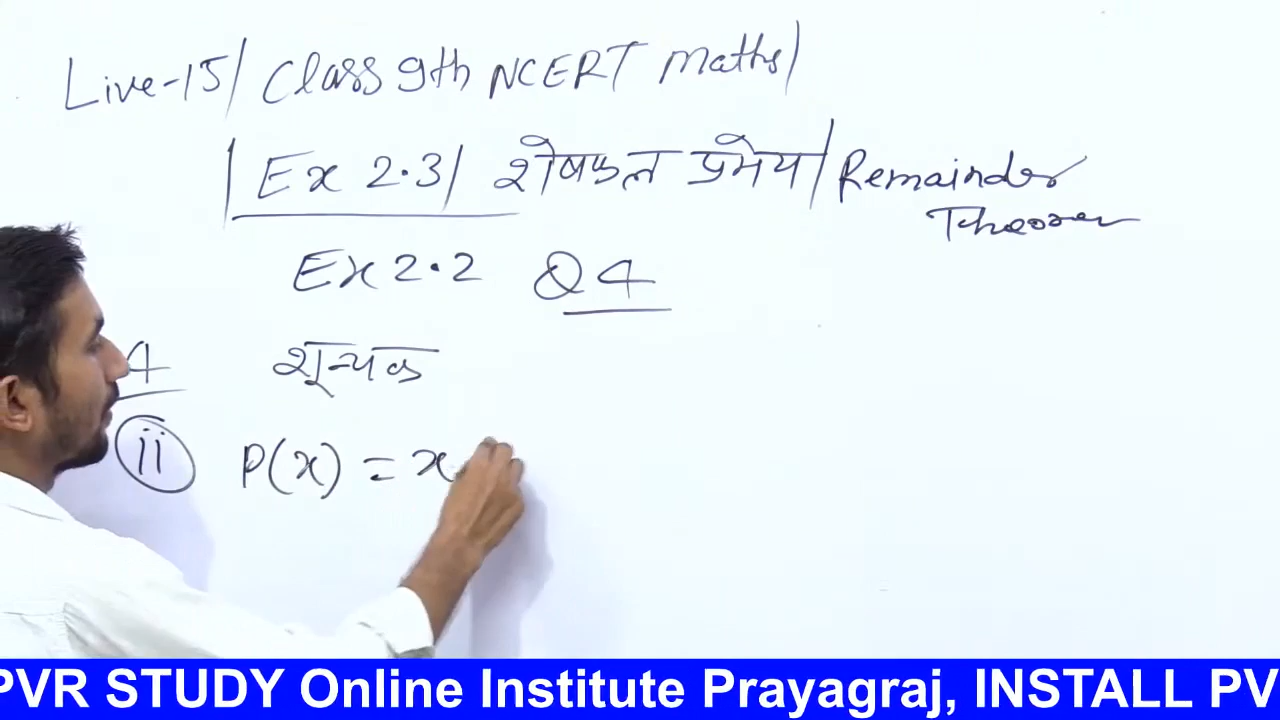 Live-15/ Class 9th NCERT Maths/
/ Ex 2.3/ शेषफल प्रमेय/ Remainder
Theorem
Ex 2.2 Q4
4 शून्यक
ii P(x) = x
PVR STUDY Online Institute Prayagraj, INSTALL PV